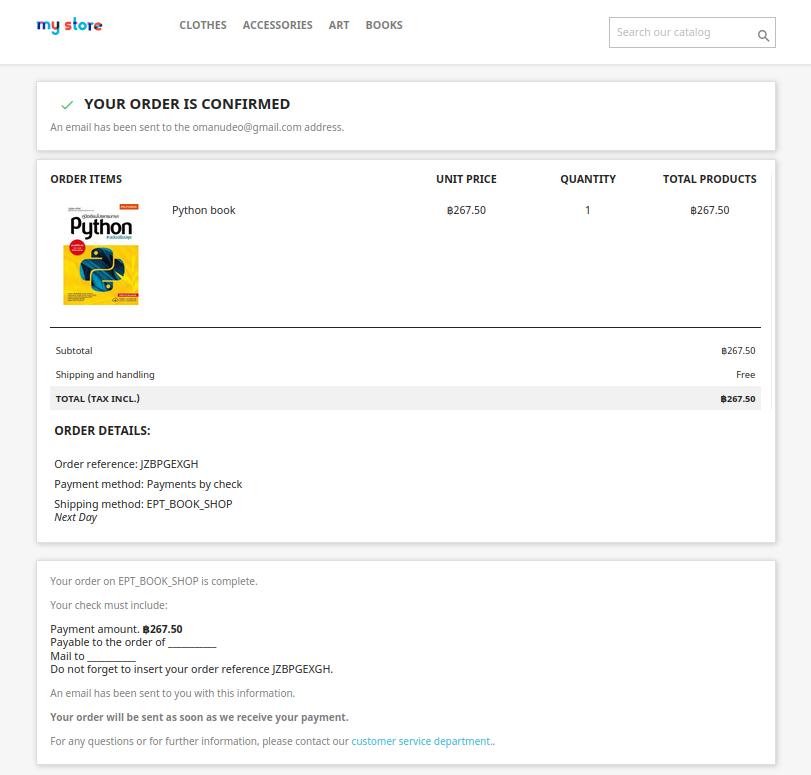 my store
CLOTHES ACCESSORIES ART BOOKS
Search our catalog
YOUR ORDER IS CONFIRMED
An email has been sent to the omanudeo@gmail.com address.
ORDER ITEMS UNIT PRICE QUANTITY TOTAL PRODUCTS
Python
Python book ฿267.50 1 ฿267.50
Subtotal ฿267.50
Shipping and handling Free
TOTAL (TAX INCL.) ฿267.50
ORDER DETAILS:
Order reference: JZBPGEXGH
Payment method: Payments by check
Shipping method: EPT_BOOK_SHOP
Next Day
Your order on EPT_BOOK_SHOP is complete.
Your check must include:
Payment amount. ฿267.50
Payable to the order of ___________
Mail to ___________
Do not forget to insert your order reference JZBPGEXGH.
An email has been sent to you with this information.
Your order will be sent as soon as we receive your payment.
For any questions or for further information, please contact our customer service department..